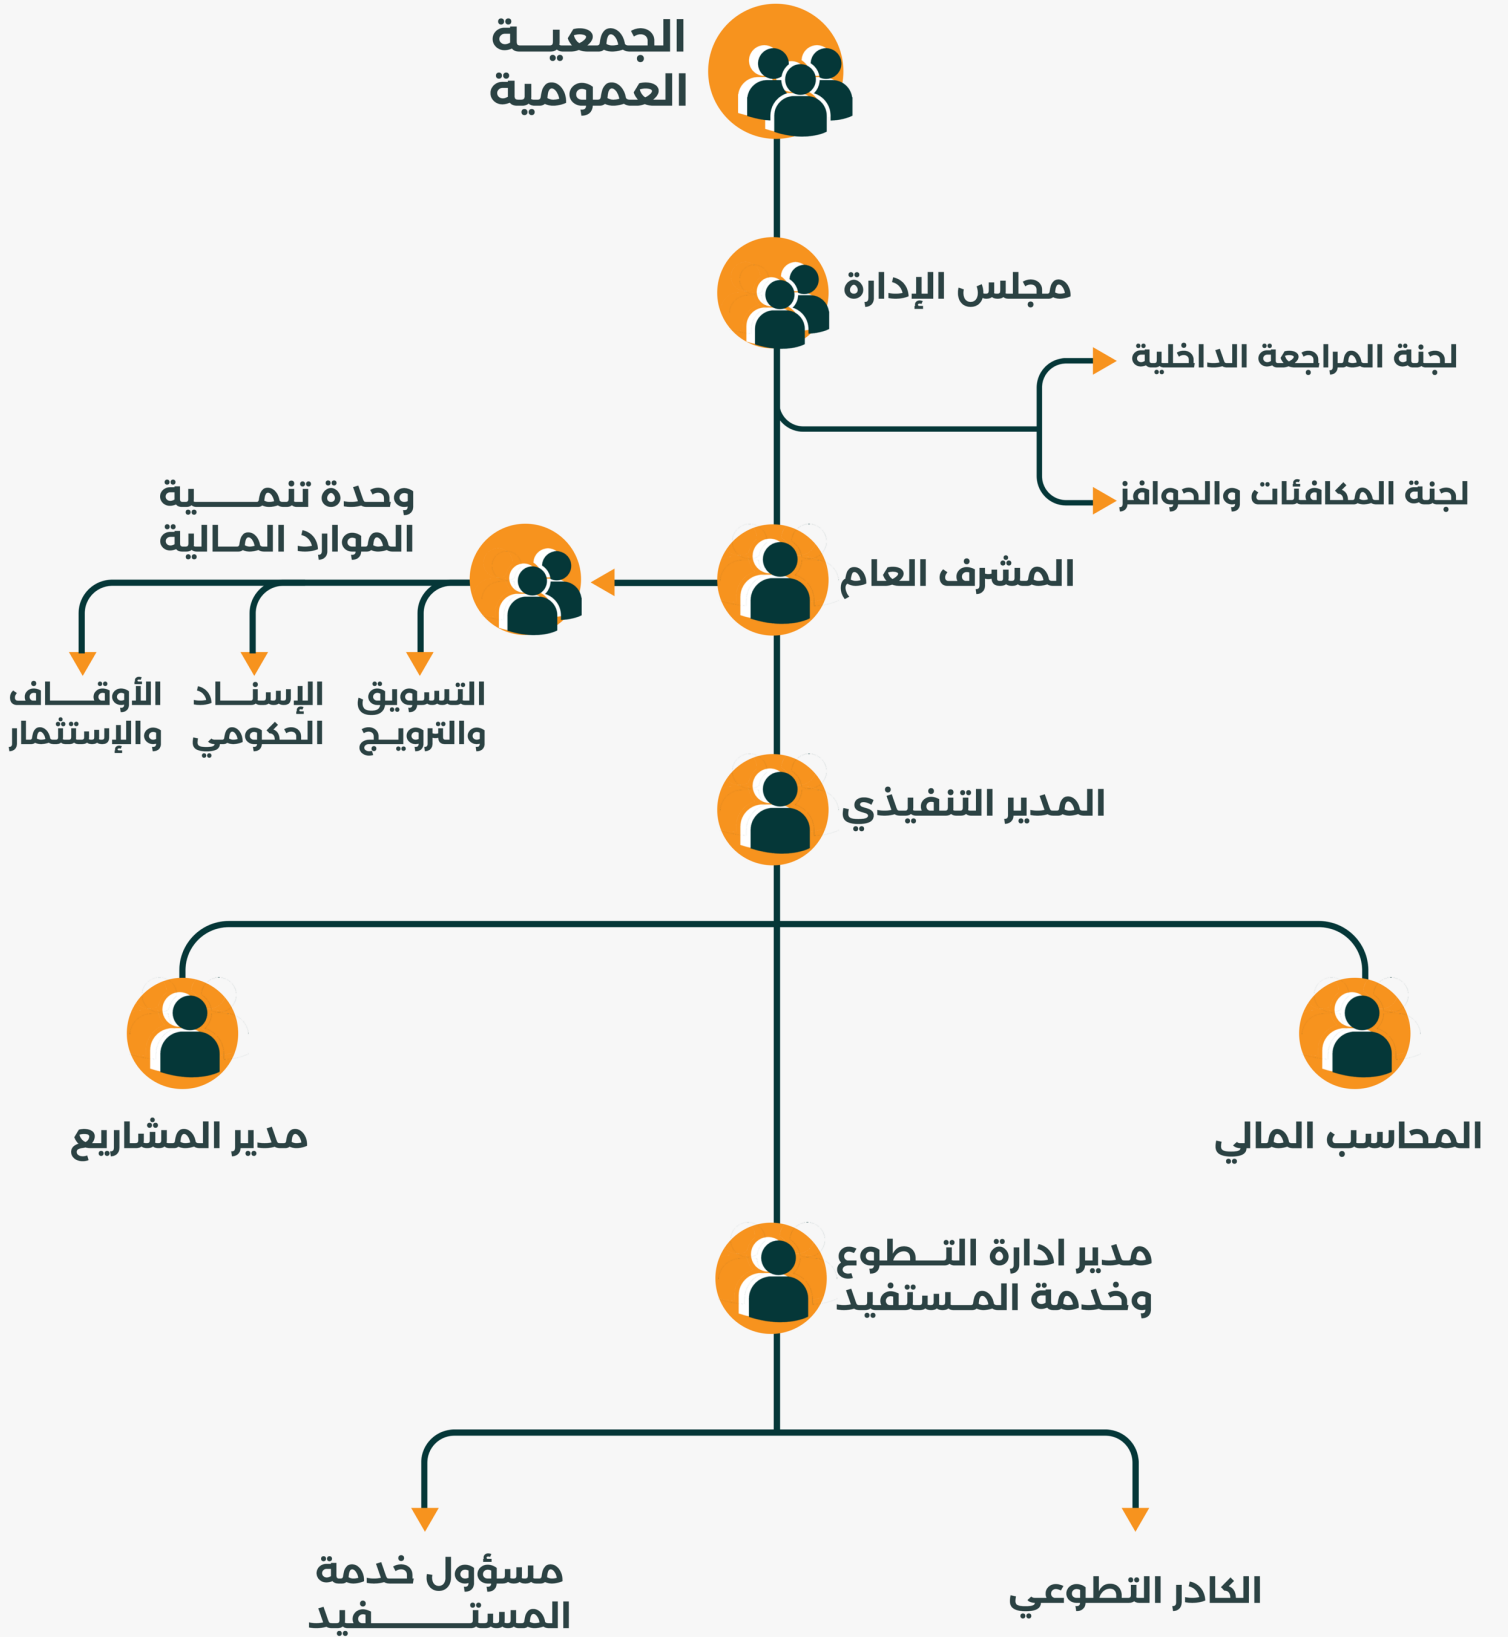 الجمعية
العمومية
مجلس الإدارة
لجنة المراجعة الداخلية
لجنة المكافئات والحوافز
وحدة تنمية
الموارد المالية
المشرف العام
التسويق
والترويج
الإسناد
الحكومي
الأوقاف
والإستثمار
المدير التنفيذي
المحاسب المالي
مدير المشاريع
مدير ادارة التطوع
وخدمة المستفيد
الكادر التطوعي
مسؤول خدمة
المستفيد